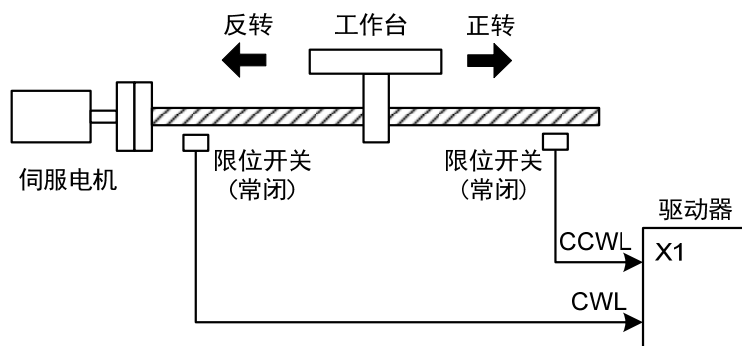 反转
工作台
正转
伺服电机
限位开关
（常闭）
限位开关
（常闭）
驱动器
CCWL
X1
CWL